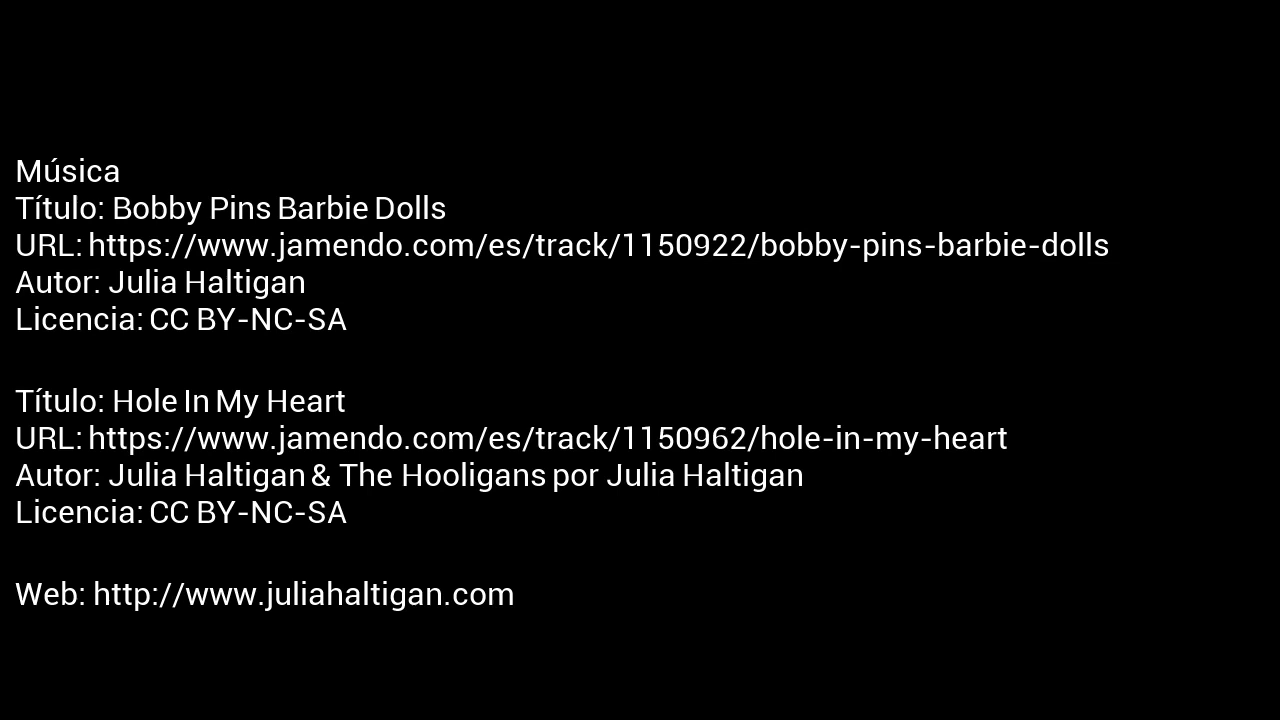 Música
Título: Bobby Pins Barbie Dolls
URL: https://www.jamendo.com/es/track/1150922/bobby-pins-barbie-dolls
Autor: Julia Haltigan
Licencia: CC BY-NC-SA
Título: Hole In My Heart
URL: https://www.jamendo.com/es/track/1150962/hole-in-my-heart
Autor: Julia Haltigan & The Hooligans por Julia Haltigan
Licencia: CC BY-NC-SA
Web: http://www.juliahaltigan.com